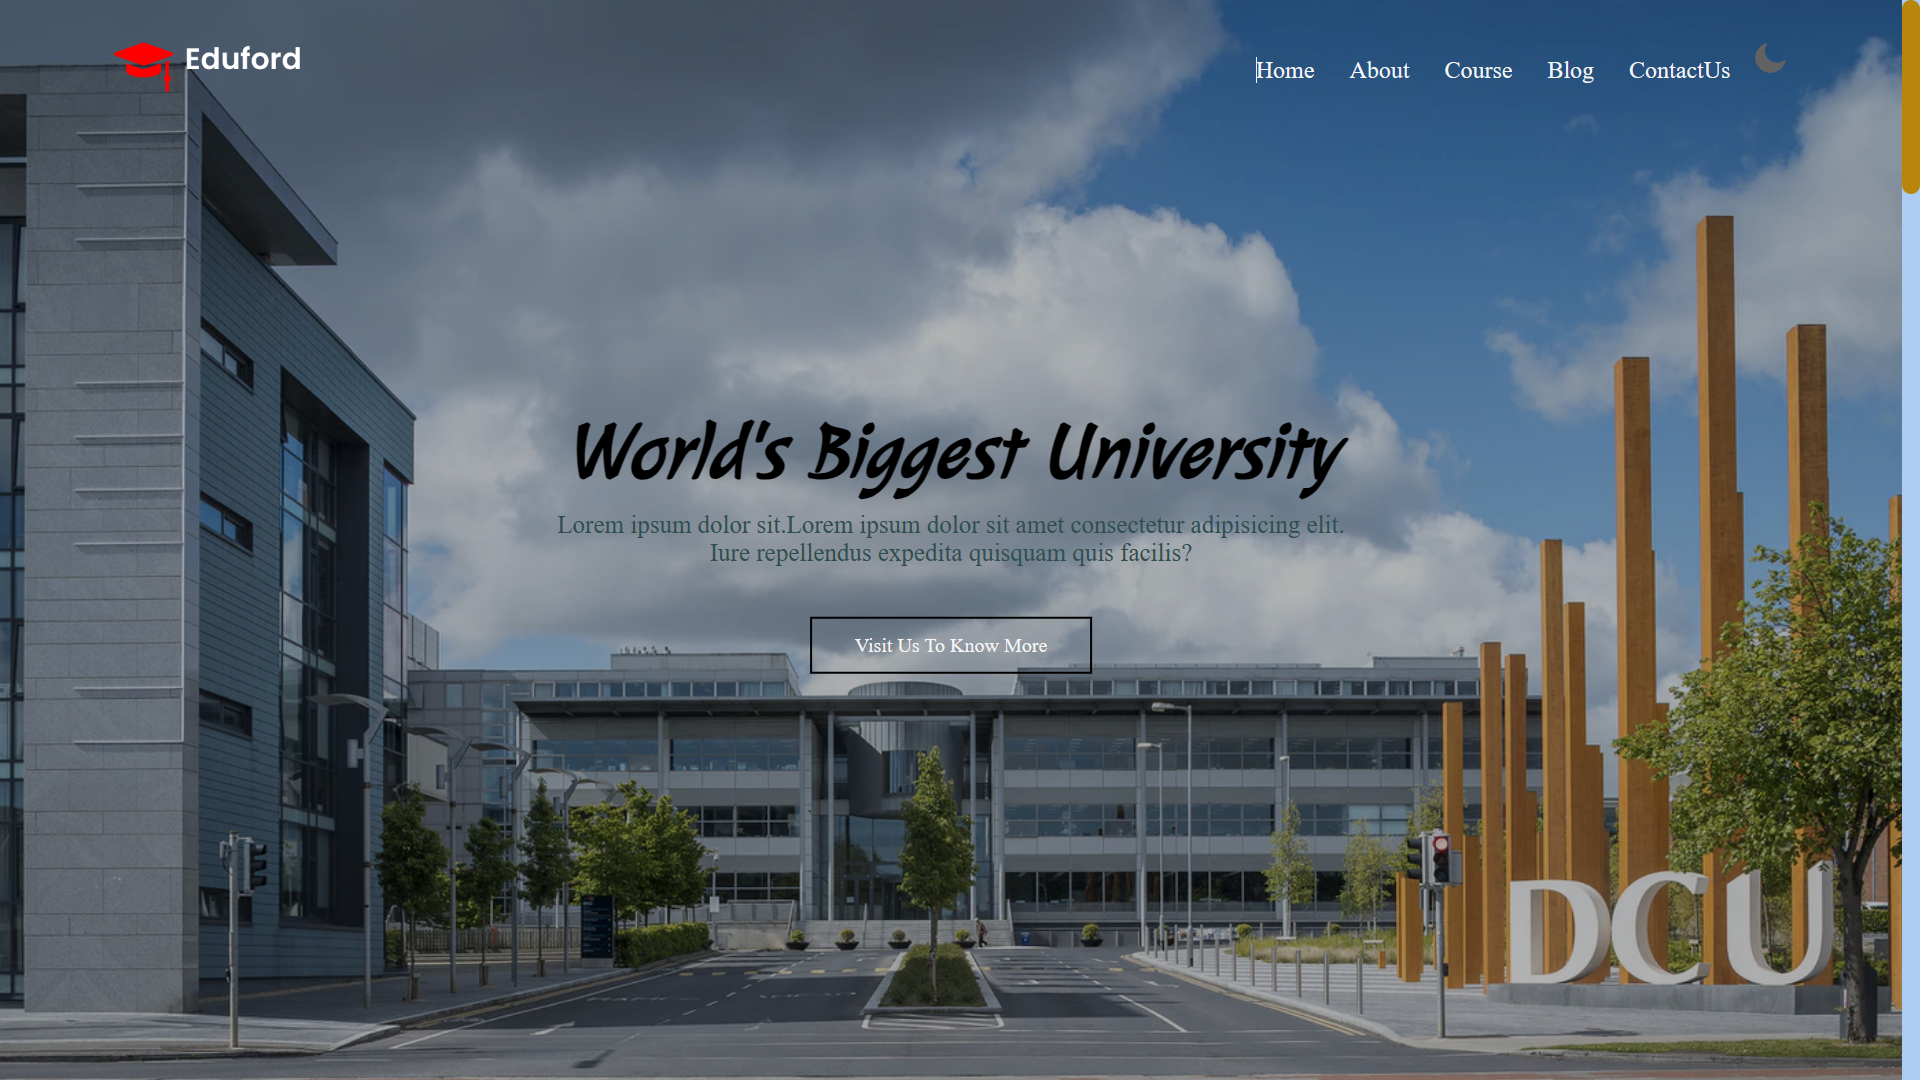 Eduford
Home About Course Blog ContactUs
World's Biggest University
Lorem ipsum dolor sit.Lorem ipsum dolor sit amet consectetur adipisicing elit.
Iure repellendus expedita quisquam quis facilis?
Visit Us To Know More
DCU